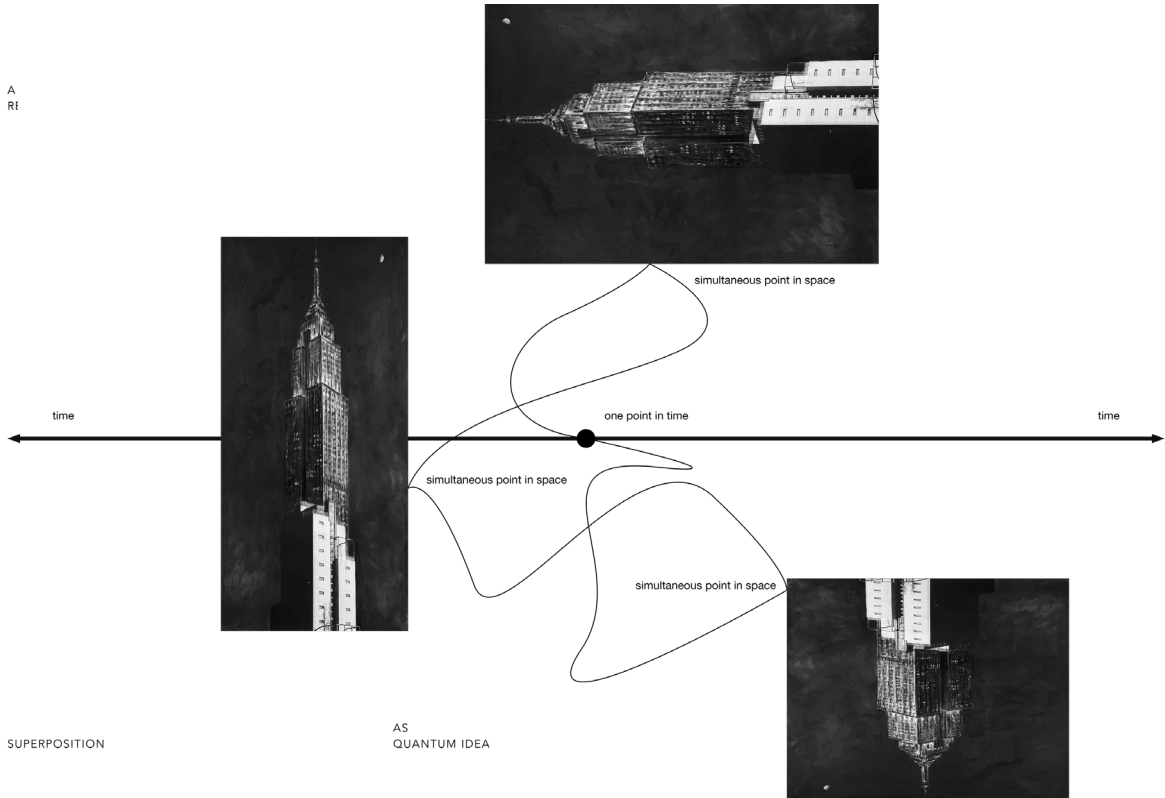 A
simultaneous point in space
time
one point in time
time
simultaneous point in space
simultaneous point in space
AS
SUPERPOSITION
QUANTUM IDEA